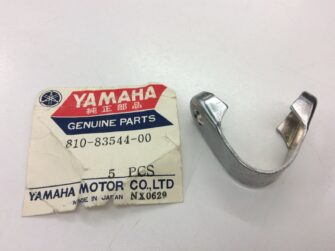 YAMAHA
純正部品
GENUINE PARTS
810-83544-00
5 PCS
YAMAHA MOTOR CO.,LTD
MADE IN JAPAN NX0629